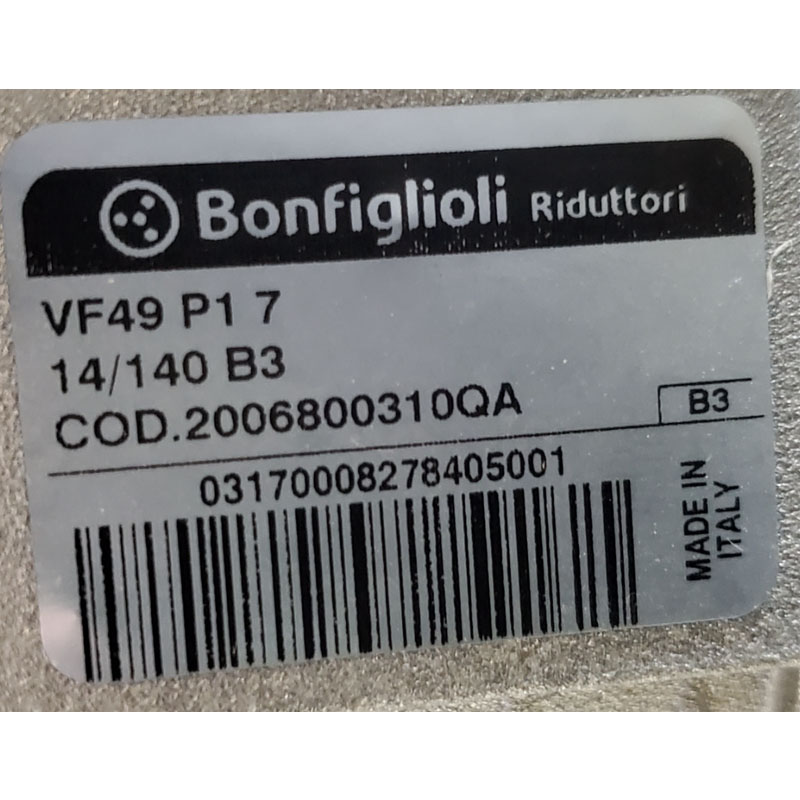 Bonfiglioli Riduttori
VF49 P1 7
14/140 B3
COD.2006800310QA
B3
03170008278405001
MADE IN
ITALY